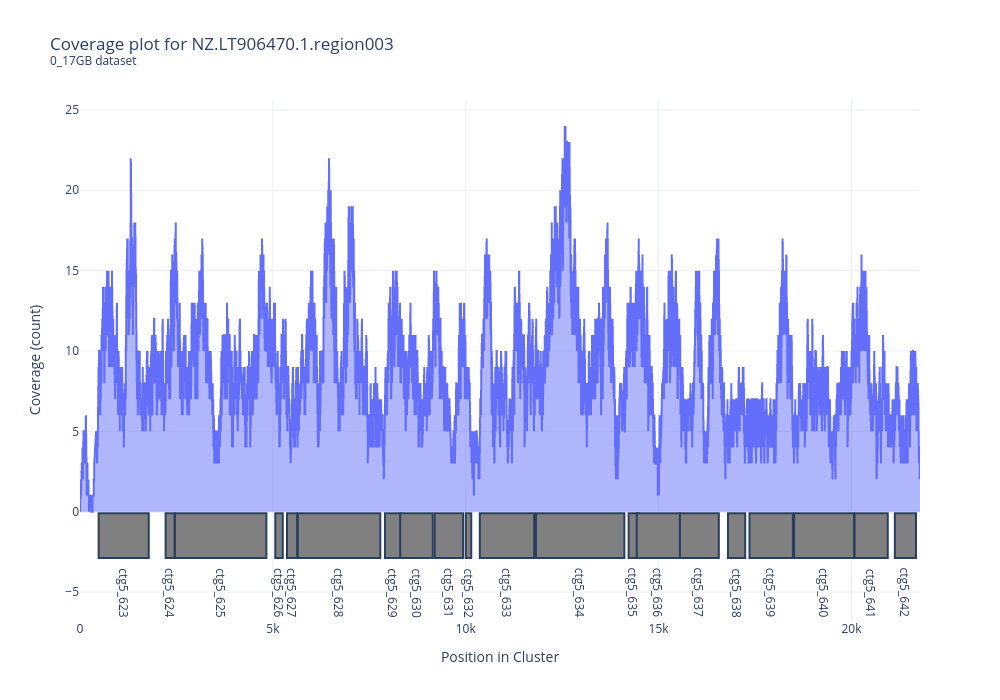 Coverage plot for NZ.LT906470.1.region003
0_17GB dataset
25
20
15
10
5
0
−5
Coverage (count)
ctg5_623
ctg5_624
ctg5_625
ctg5_626
ctg5_627
ctg5_628
ctg5_629
ctg5_630
ctg5_631
ctg5_632
ctg5_633
ctg5_634
ctg5_635
ctg5_636
ctg5_637
ctg5_638
ctg5_639
ctg5_640
ctg5_641
ctg5_642
0 5k 10k 15k 20k
Position in Cluster